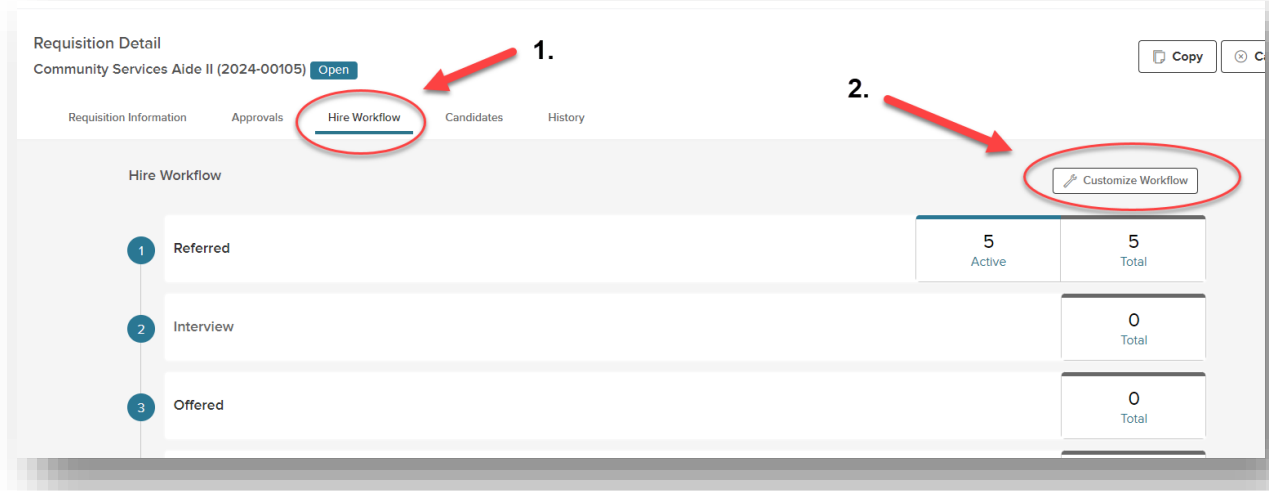 Requisition Detail
1.
Community Services Aide II (2024-00105) Open
Copy
2.
Requisition Information Approvals Hire Workflow Candidates History
Hire Workflow
Customize Workflow
1 Referred
5 Active
5 Total
2 Interview
0 Total
3 Offered
0 Total